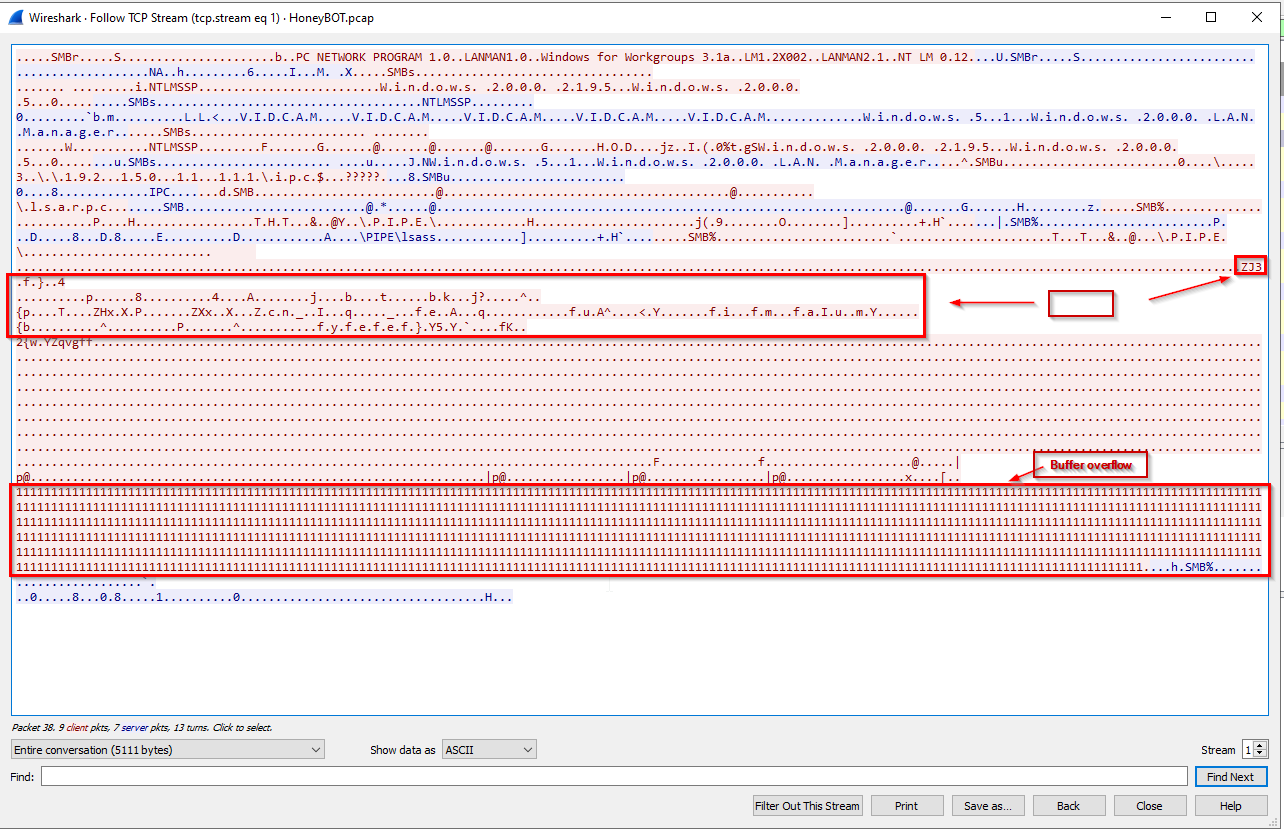 Wireshark · Follow TCP Stream (tcp.stream eq 1) · HoneyBOT.pcap
.....SMBr.....S......................b..PC NETWORK PROGRAM 1.0..LANMAN1.0..Windows for Workgroups 3.1a..LM1.2X002..LANMAN2.1..NT LM 0.12....U.SMBr.....S.........................
...................NA..h.........6.....I...M. .X.....SMBs..............................
....... .........i.NTLMSSP..........................W.i.n.d.o.w.s. .2.0.0.0. .2.1.9.5...W.i.n.d.o.w.s. .2.0.0.0.
.5...0..........SMBs......................................NTLMSSP.........
0.........`b.m..........L.L.<...V.I.D.C.A.M.....V.I.D.C.A.M.....V.I.D.C.A.M.....V.I.D.C.A.M..............W.i.n.d.o.w.s. .5...1...W.i.n.d.o.w.s. .2.0.0.0. .L.A.N.
.M.a.n.a.g.e.r.......SMBs......................... ........
.......W...........NTLMSSP.........F.......G.......@.......@.......@.......G.......H.O.D....jz..I.(.0%t.gSW.i.n.d.o.w.s. .2.0.0.0. .2.1.9.5...W.i.n.d.o.w.s. .2.0.0.0.
.5...0........u.SMBs......................... ....u.....J.NW.i.n.d.o.w.s. .5...1...W.i.n.d.o.w.s. .2.0.0.0. .L.A.N. .M.a.n.a.g.e.r.....^.SMBu.........................0....\.....
3...\.\.1.9.2...1.5.0...1.1...1.1.1.\.i.p.c.$...?????....8.SMBu.........................
0....8.............IPC......d.SMB..........................@.........................................@...........
\.l.s.a.r.p.c.......SMB..........................@.*......@...................................................................@.......G.......H.........z......SMB%..............
...........P....H.................T.H.T...&..@Y..\.P.I.P.E.\.............H.......................j(.9.......O........]..........+.H`.......|.SMB%.........................P.
..D.....8...D.8.....E..........D............A....\PIPE\lsass............]..........+.H`.........SMB%.........................`......................T...T...&..@...\.P.I.P.E.
\...........................
ZJ3
.f.}..4
..........p......8..........4...A........j....b....t......b.k...j?.....^..
{p....T....ZHx.X.P.......ZXx..X...Z.c.n._..I...q....._...f.e..A...q............f.u.A^....<.Y.......f.i...f.m...f.a.I.u..m.Y......
{b..........^..........P.......^...........f.y.f.e.f.e.f.}.Y5.Y.`....fK..
2{w.YZqvgff
.F..............f.....................@....|
Buffer overflow
p@.................................................................|p@.................|p@.................|p@.................x....[..
....h.SMB%.......
..0.....8...0.8.....1..........0...................................H...
Packet 38. 9 client pkts, 7 server pkts, 13 turns. Click to select.
Entire conversation (5111 bytes) Show data as ASCII Stream 1
Find: Find Next
Filter Out This Stream Print Save as... Back Close Help